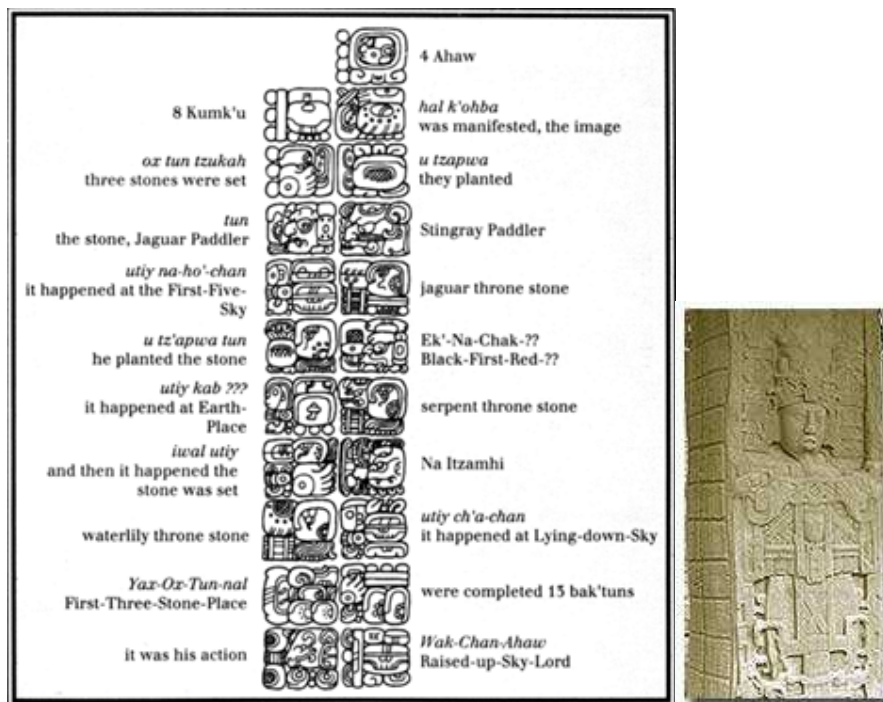 4 Ahaw
8 Kumk'u
hal k'ohba
was manifested, the image
ox tun tzukah
three stones were set
u tzapwa
they planted
tun
the stone, Jaguar Paddler
Stingray Paddler
utiy na-ho'-chan
it happened at the First-Five-
Sky
jaguar throne stone
u tz'apwa tun
he planted the stone
Ek'-Na-Chak-??
Black-First-Red-??
utiy kab ???
it happened at Earth-
Place
serpent throne stone
iwal utiy
and then it happened the
stone was set
Na Itzamhi
waterlily throne stone
utiy ch'a-chan
it happened at Lying-down-Sky
Yax-Ox-Tun-nal
First-Three-Stone-Place
were completed 13 bak'tuns
it was his action
Wak-Chan-Ahaw
Raised-up-Sky-Lord